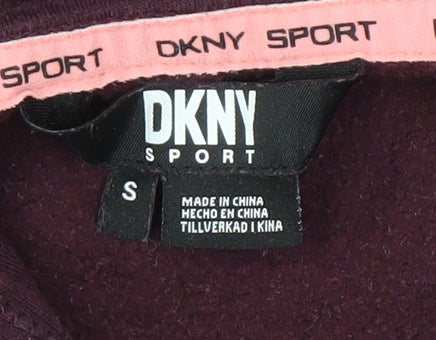 SPORT DKNY SPORT
DKNY
SPORT
S
MADE IN CHINA
HECHO EN CHINA
TILLVERKAD I KINA